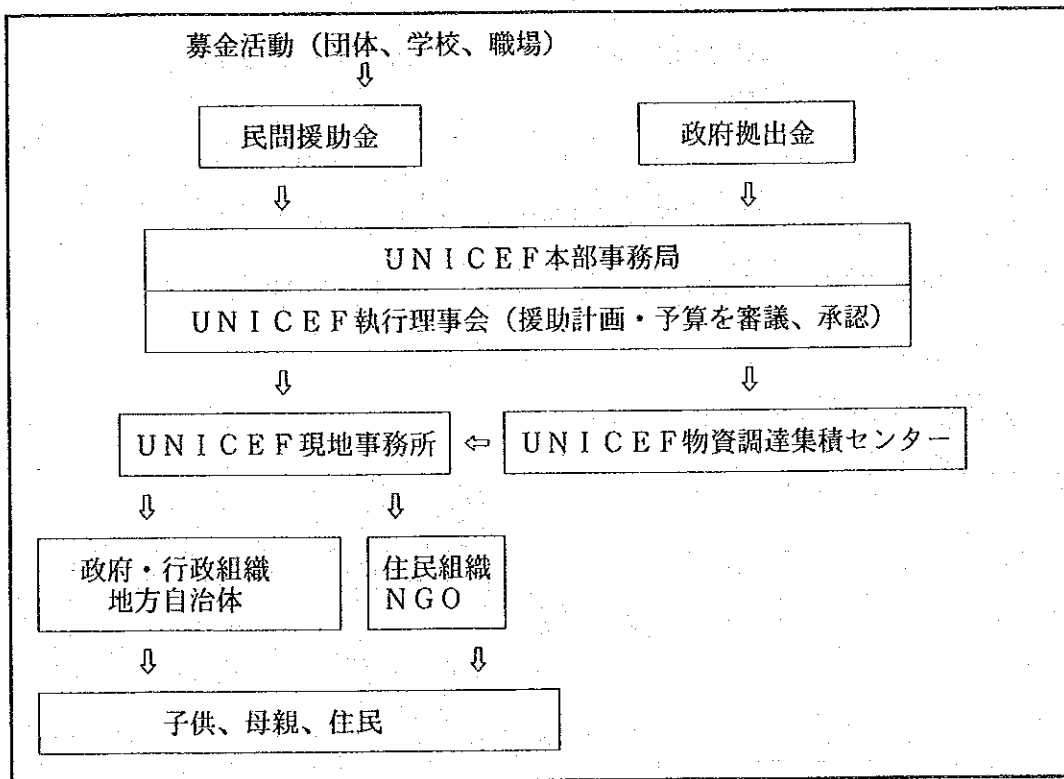 募金活動（団体、学校、職場）
⇩
民間援助金
政府拠出金
⇩ ⇩
ＵＮＩＣＥＦ本部事務局
ＵＮＩＣＥＦ執行理事会（援助計画・予算を審議、承認）
⇩ ⇩
ＵＮＩＣＥＦ現地事務所 ⇦ ＵＮＩＣＥＦ物資調達集積センター
⇩ ⇩
政府・行政組織
地方自治体
住民組織
ＮＧＯ
⇩ ⇩
子供、母親、住民